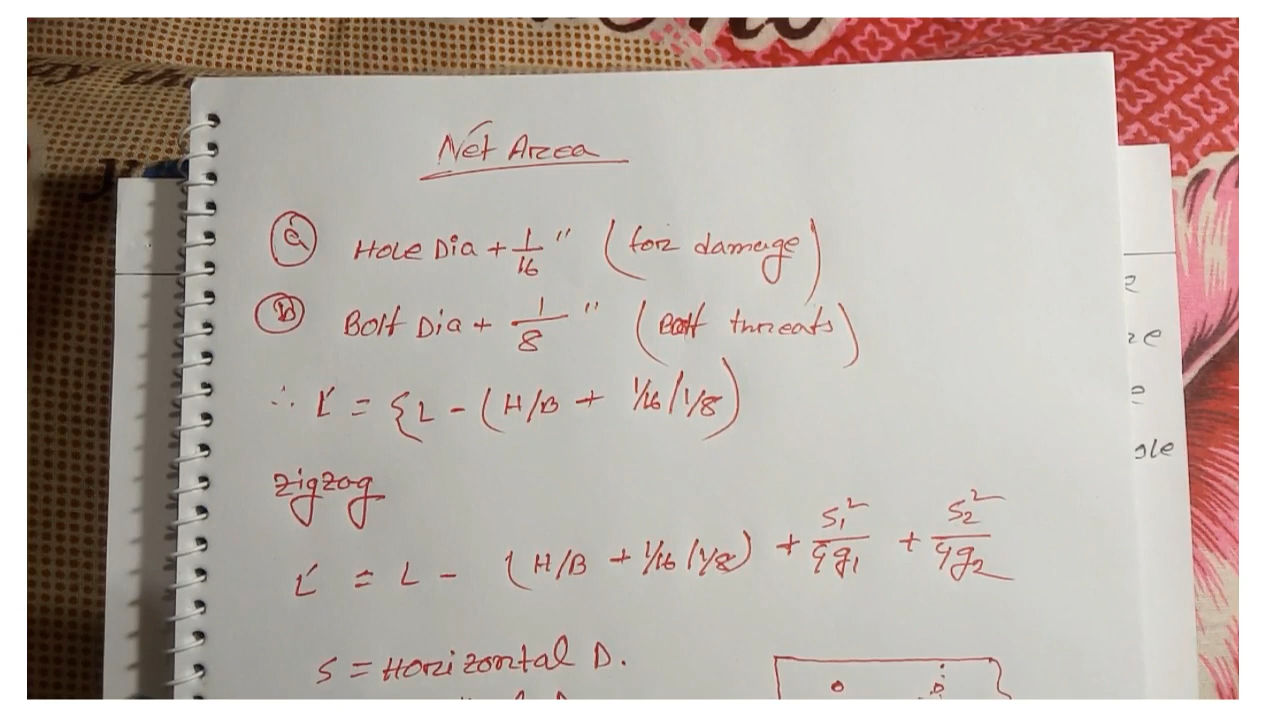 Net Area
a Hole Dia + 1/16" (for damage)
b Bolt Dia + 1/8" (Bolt threats)
∴ L' = {L - (H/B + 1/16/1/8)
zigzag
L' = L - (H/B + 1/16/1/8) + S₁²/4g₁ + S₂²/4g₂
S = Horizontal D.